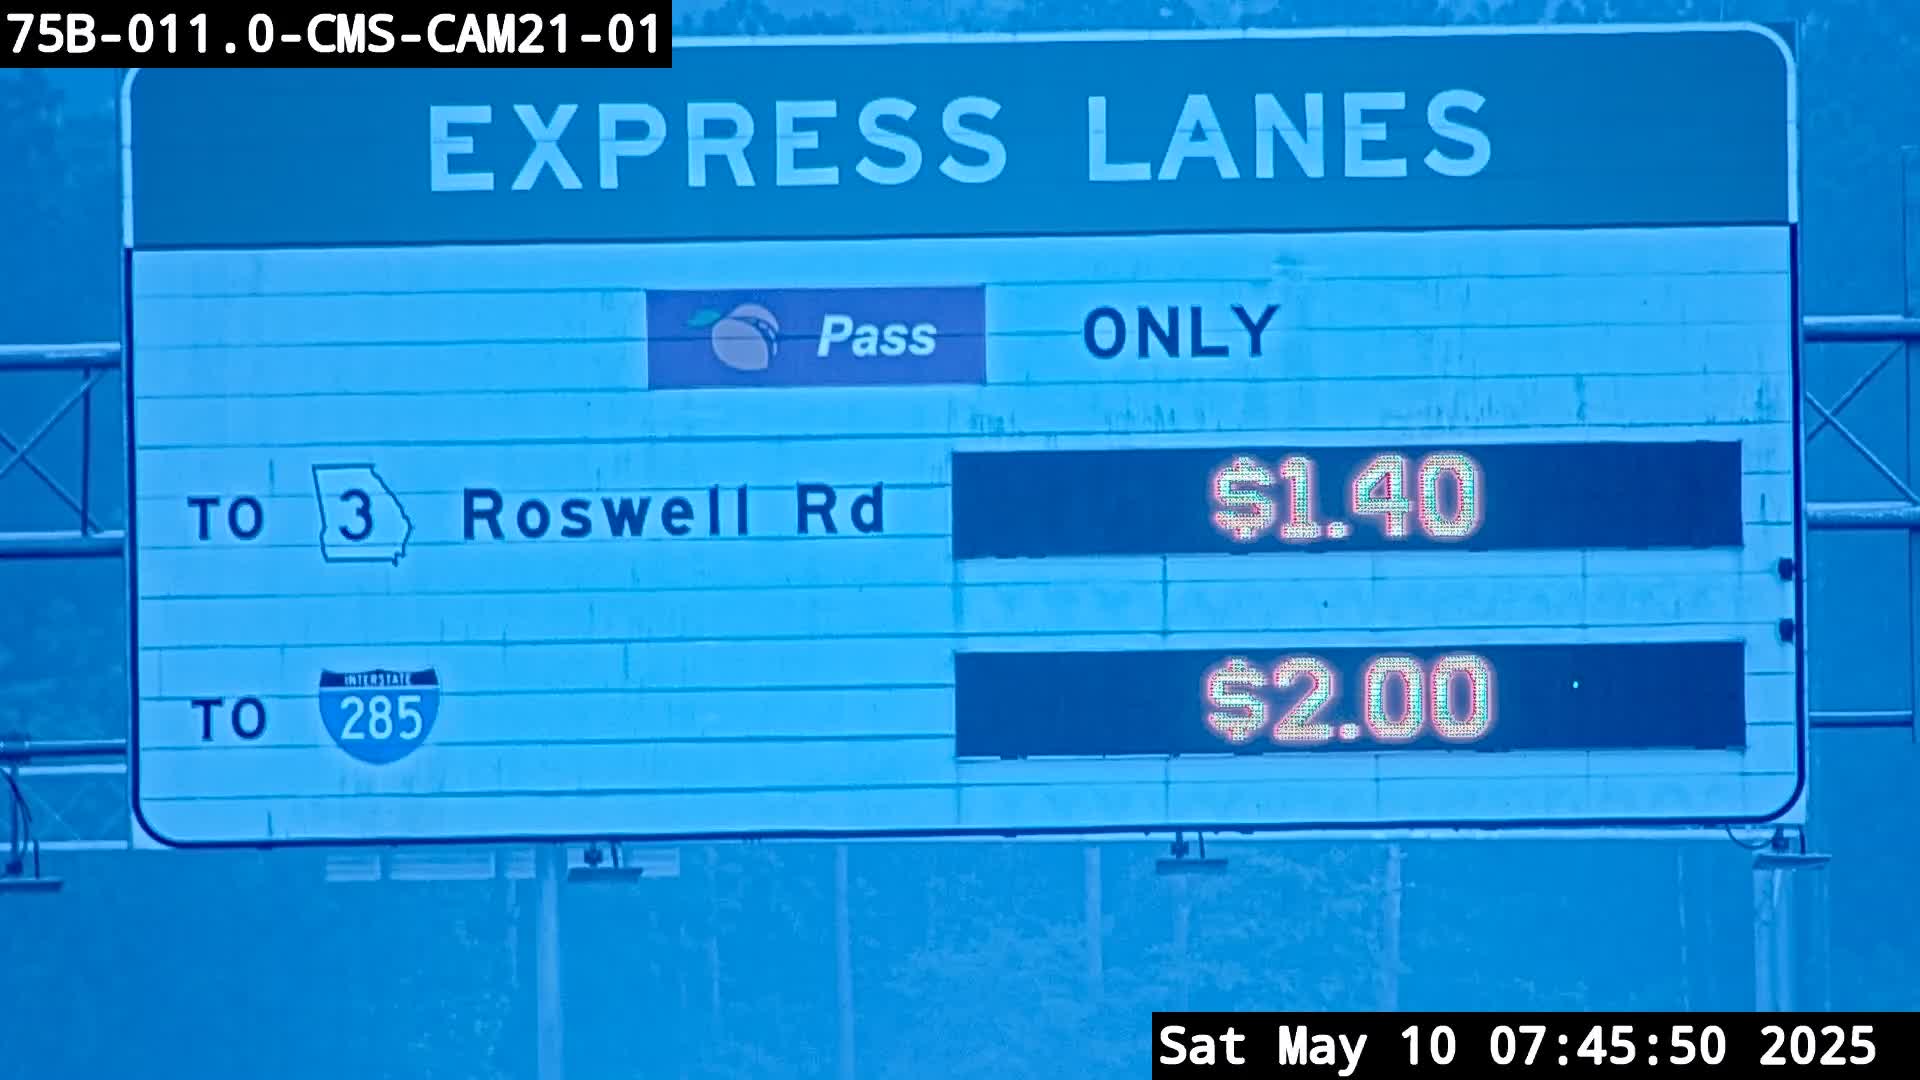 75B-011.0-CMS-CAM21-01
EXPRESS LANES
Pass ONLY
TO 3 Roswell Rd $1.40
TO INTERSTATE 285 $2.00
Sat May 10 07:45:50 2025